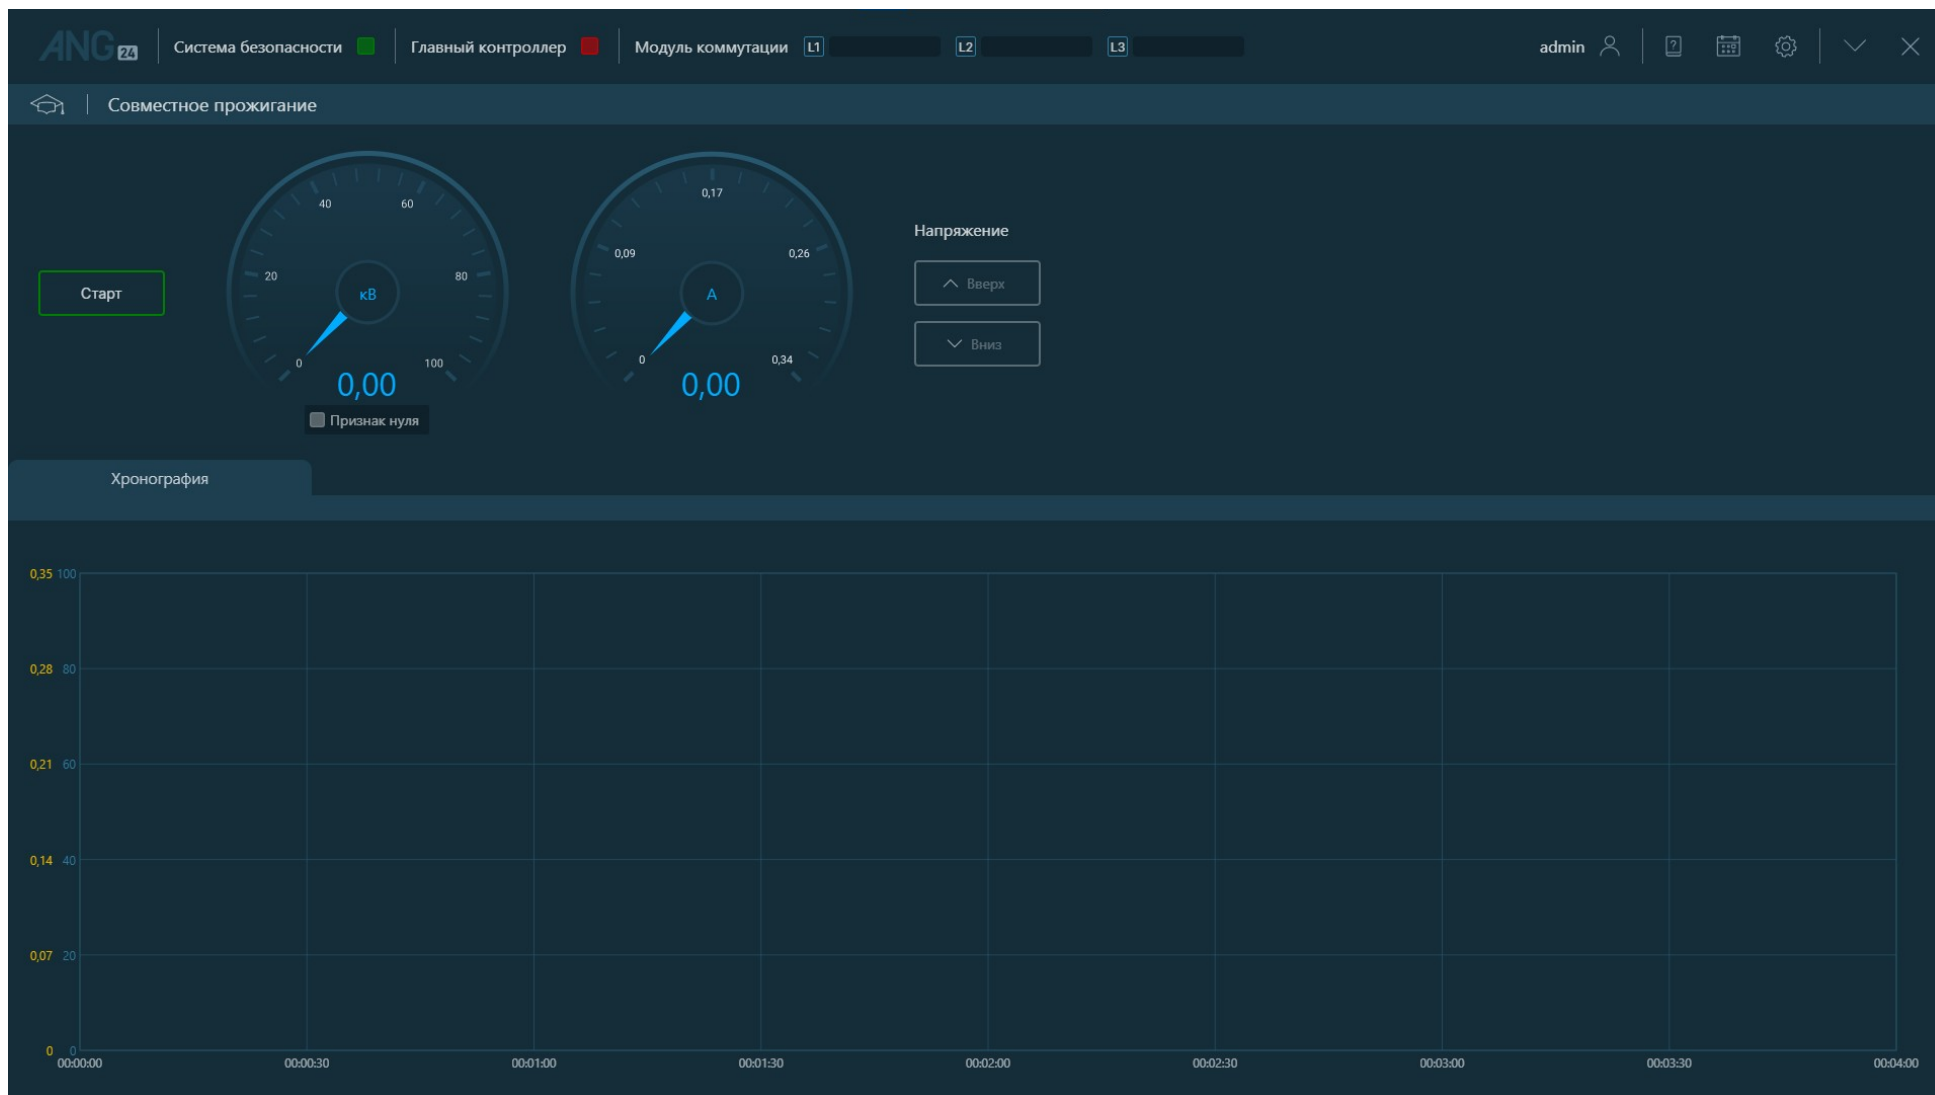 ANG 24 Система безопасности Главный контроллер Модуль коммутации L1 L2 L3 admin
Совместное прожигание
Старт
0 20 40 60 80 100
кВ
0,00
Признак нуля
0 0,09 0,17 0,26 0,34
А
0,00
Напряжение
Вверх
Вниз
Хронография
0,35 100
0,28 80
0,21 60
0,14 40
0,07 20
0 0
00:00:00 00:00:30 00:01:00 00:01:30 00:02:00 00:02:30 00:03:00 00:03:30 00:04:00